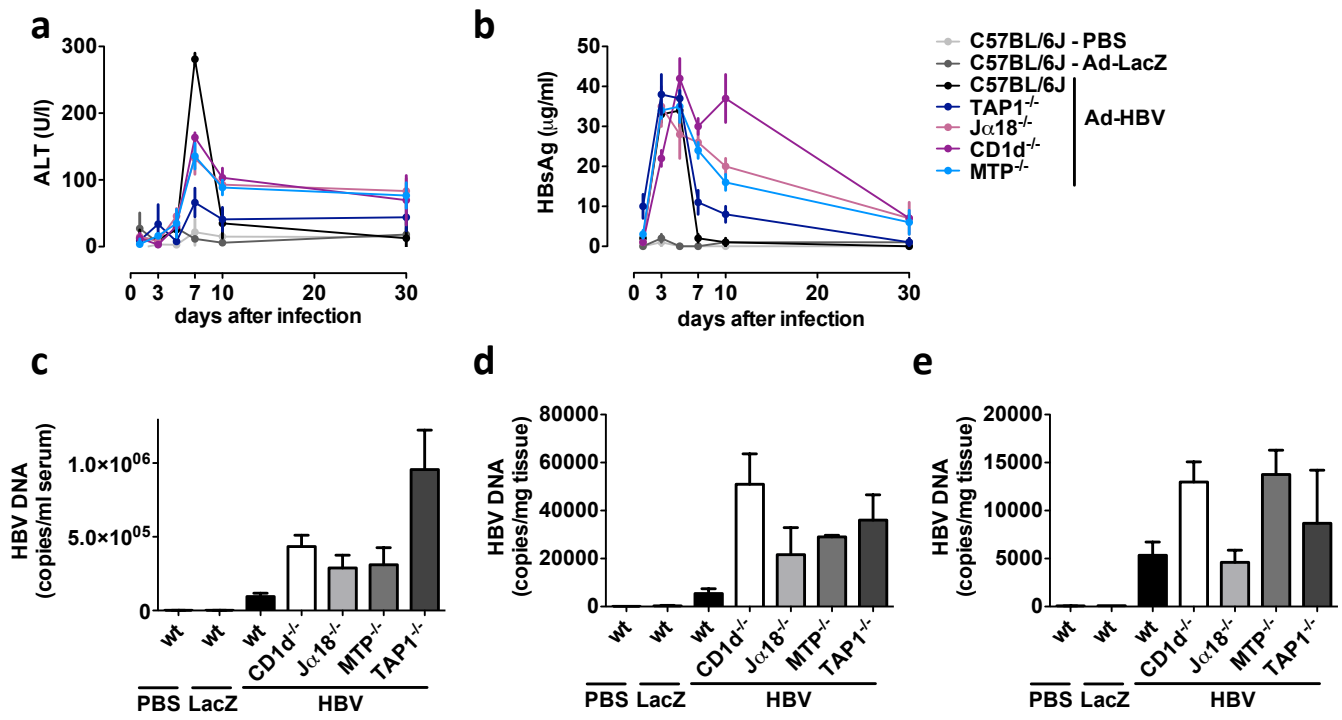 a
300
200
100
0
ALT (U/l)
0 3 7 10 20 30
days after infection
b
50
40
30
20
10
0
HBsAg (μg/ml)
0 3 7 10 20 30
days after infection
C57BL/6J - PBS
C57BL/6J - Ad-LacZ
C57BL/6J
TAP1-/-
Jα18-/-
CD1d-/-
MTP-/-
Ad-HBV
c
HBV DNA
(copies/ml serum)
1.0×10⁰⁶
5.0×10⁰⁵
0
wt wt wt CD1d-/- Jα18-/- MTP-/- TAP1-/-
PBS LacZ HBV
d
HBV DNA
(copies/mg tissue)
80000
60000
40000
20000
0
wt wt wt CD1d-/- Jα18-/- MTP-/- TAP1-/-
PBS LacZ HBV
e
HBV DNA
(copies/mg tissue)
20000
15000
10000
5000
0
wt wt wt CD1d-/- Jα18-/- MTP-/- TAP1-/-
PBS LacZ HBV